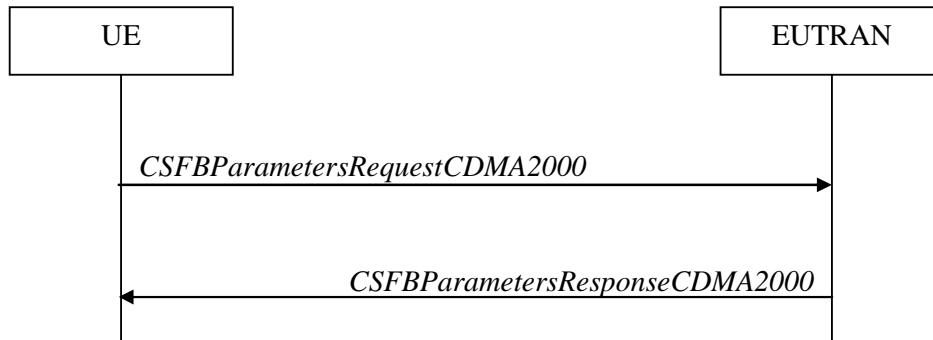 UE
EUTRAN
CSFBParametersRequestCDMA2000
CSFBParametersResponseCDMA2000